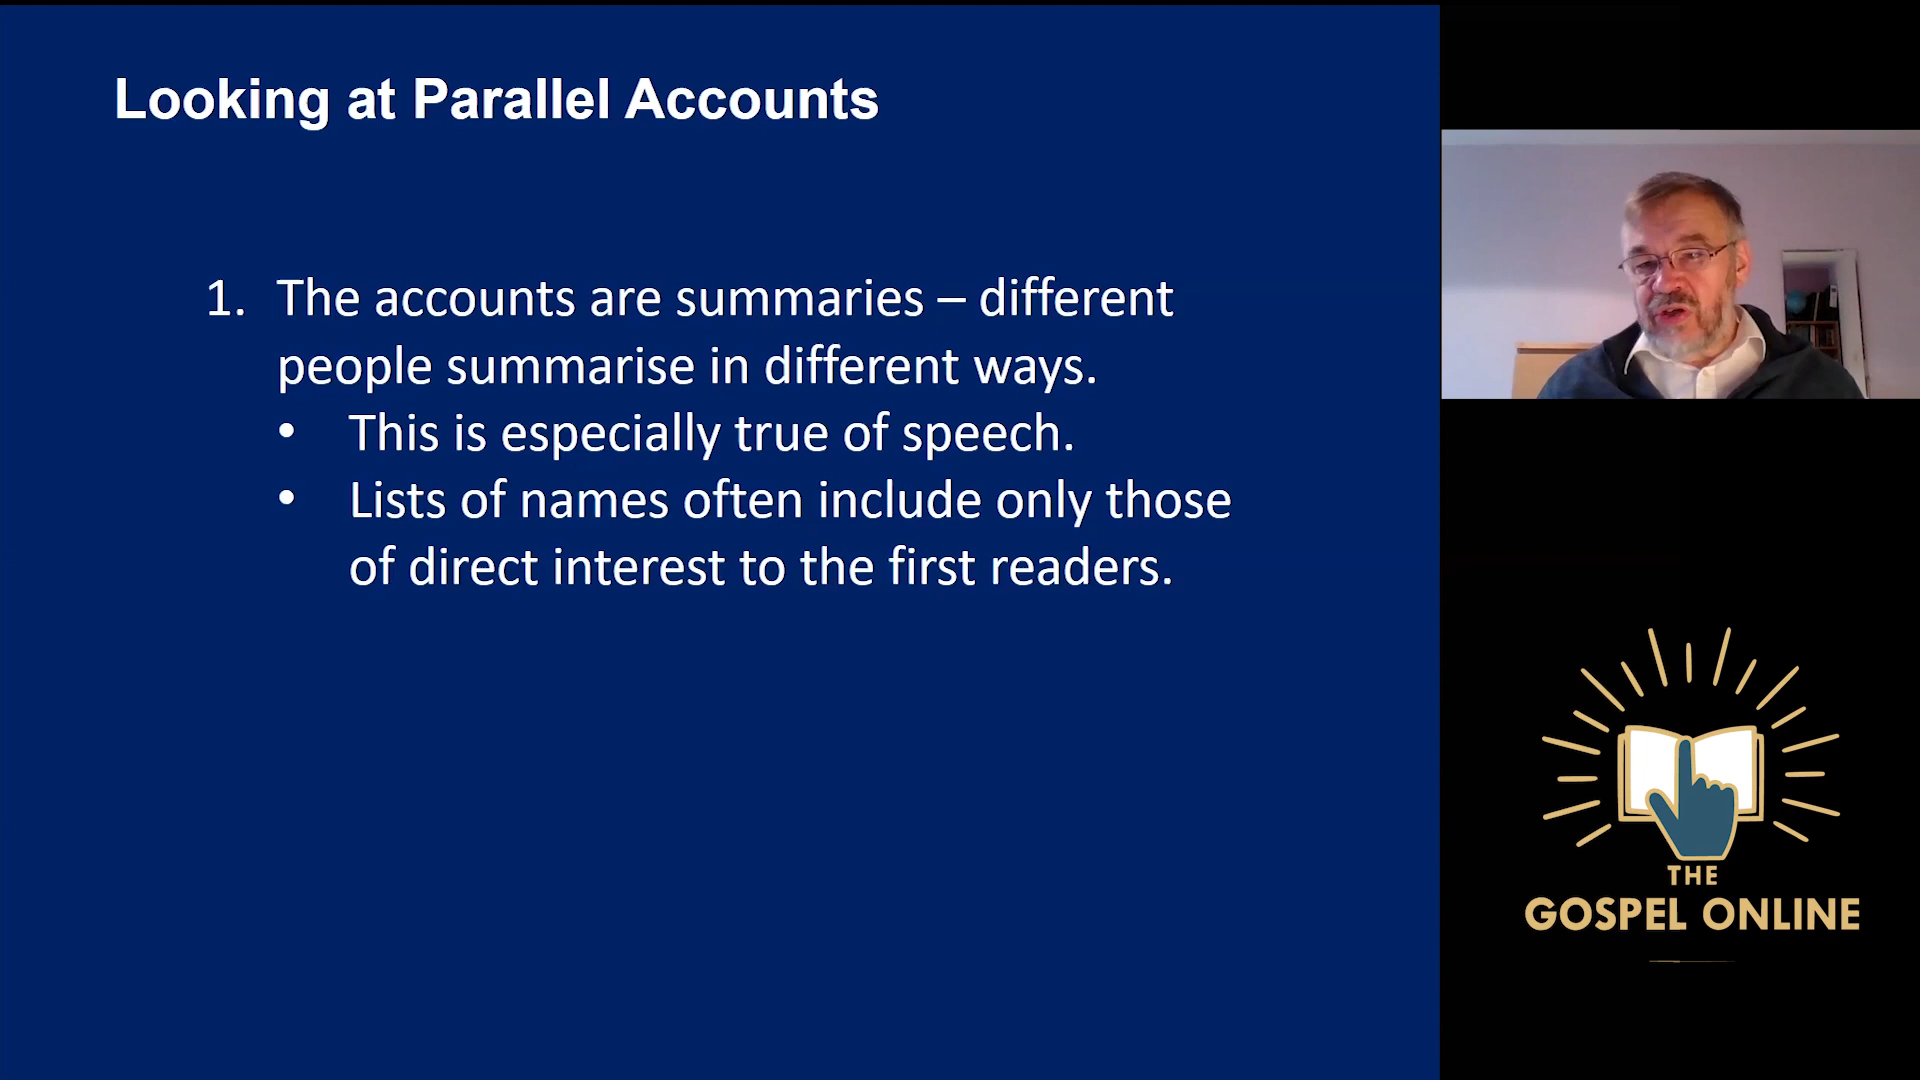 Looking at Parallel Accounts
1. The accounts are summaries – different
people summarise in different ways.
• This is especially true of speech.
• Lists of names often include only those
of direct interest to the first readers.
THE
GOSPEL ONLINE